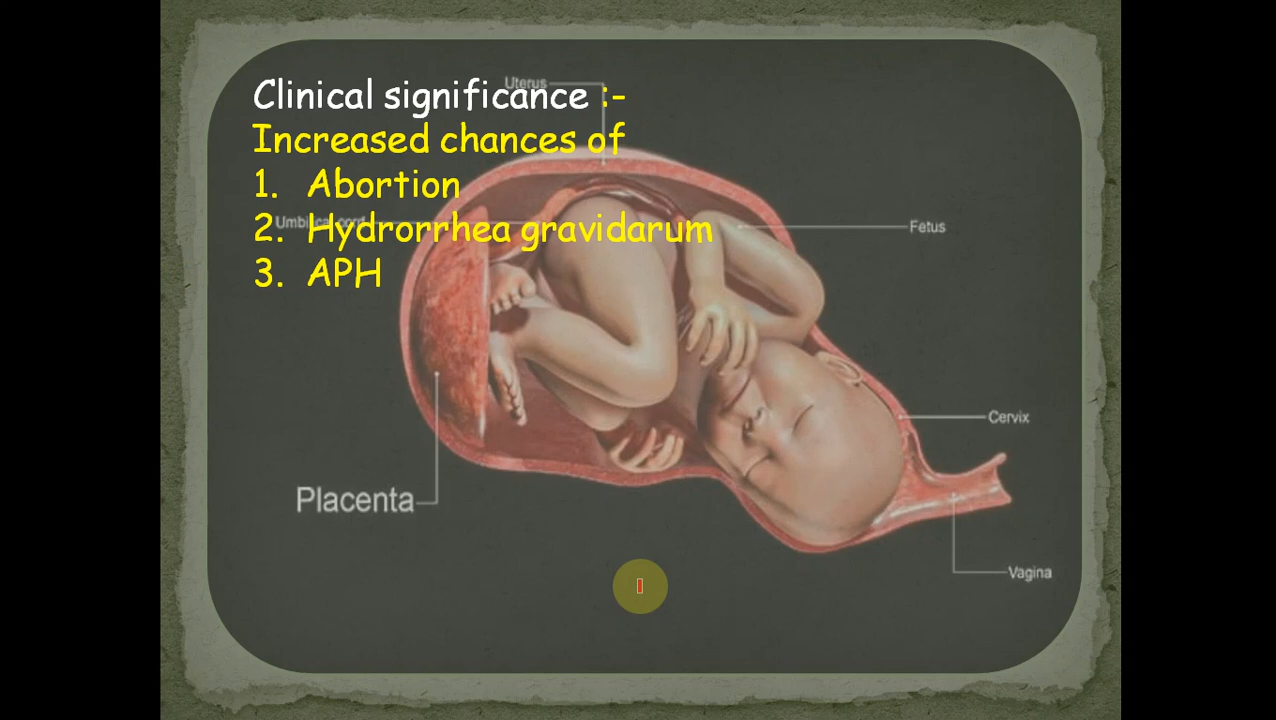 Uterus
Clinical significance :-
Increased chances of
1. Abortion
Umbilical cord
2. Hydrorrhea gravidarum
Fetus
3. APH
Cervix
Placenta
Vagina